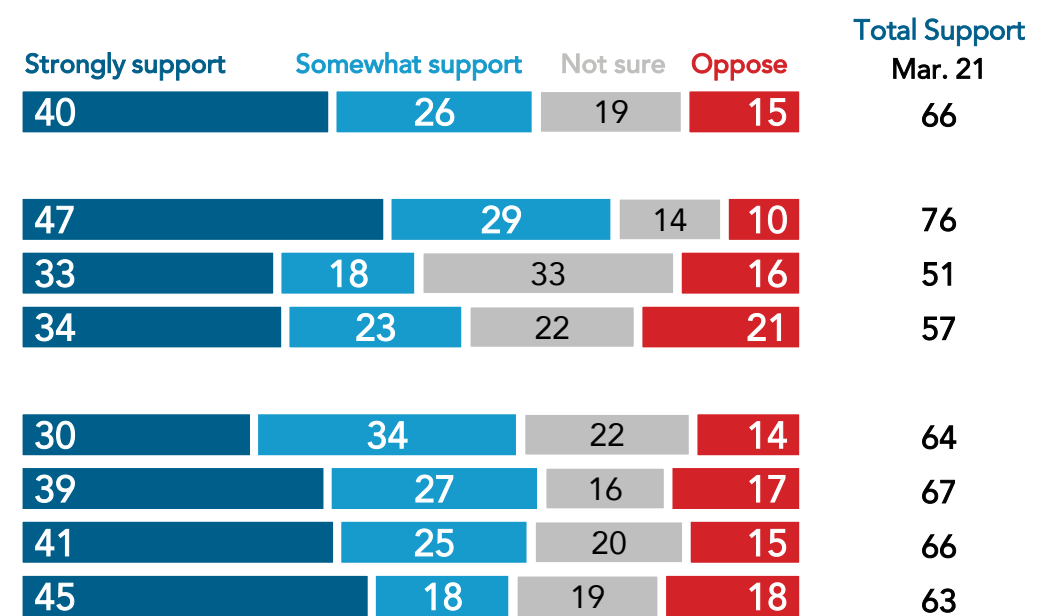 Total Support
Strongly support Somewhat support Not sure Oppose Mar. 21
40 26 19 15 66
47 29 14 10 76
33 18 33 16 51
34 23 22 21 57
30 34 22 14 64
39 27 16 17 67
41 25 20 15 66
45 18 19 18 63